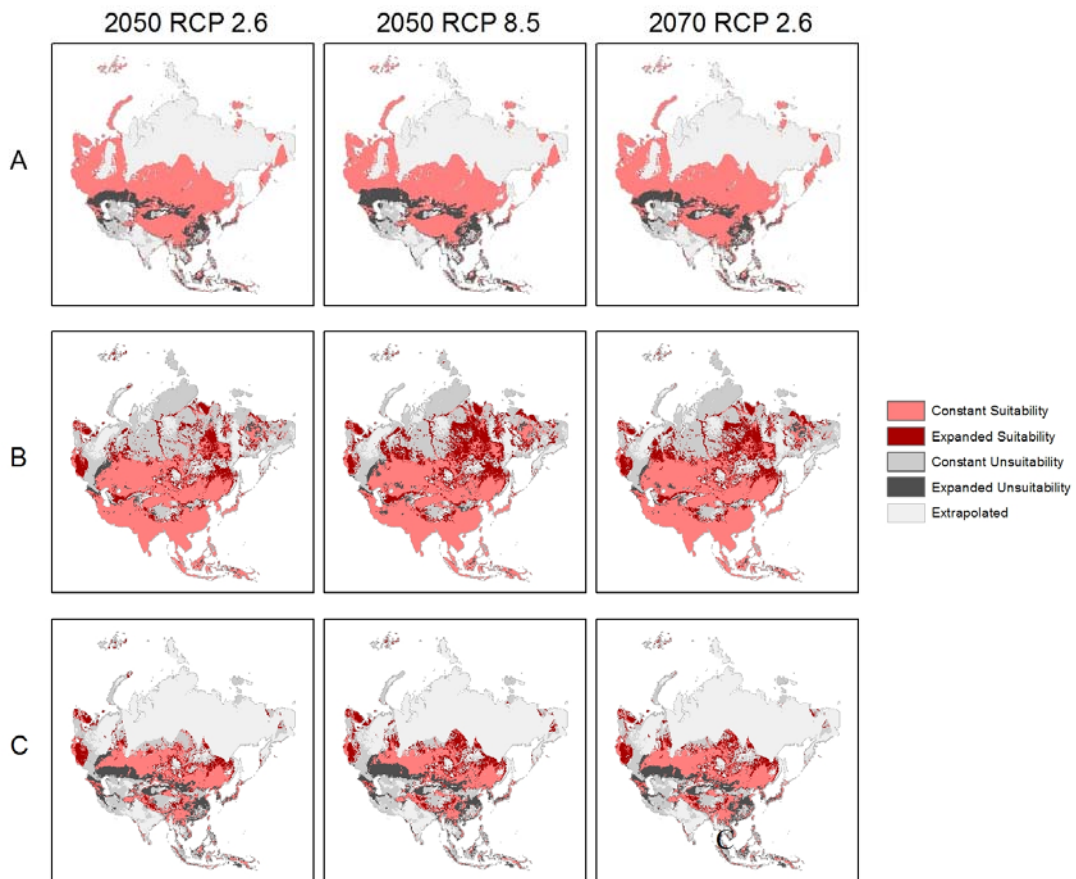 2050 RCP 2.6
2050 RCP 8.5
2070 RCP 2.6
A
B
Constant Suitability
Expanded Suitability
Constant Unsuitability
Expanded Unsuitability
Extrapolated
C
C